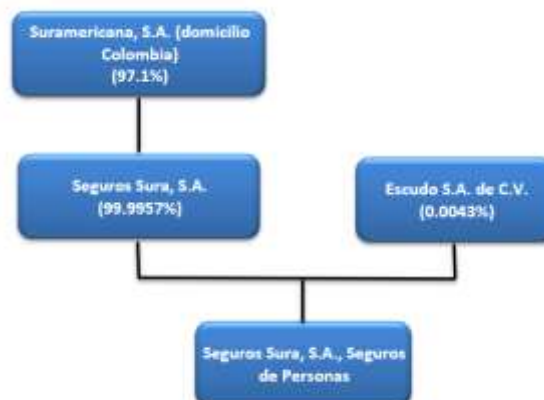 Suramericana, S.A. (domicilio
Colombia)
(97.1%)
Seguros Sura, S.A.
(99.9957%)
Escudo S.A. de C.V.
(0.0043%)
Seguros Sura, S.A., Seguros
de Personas